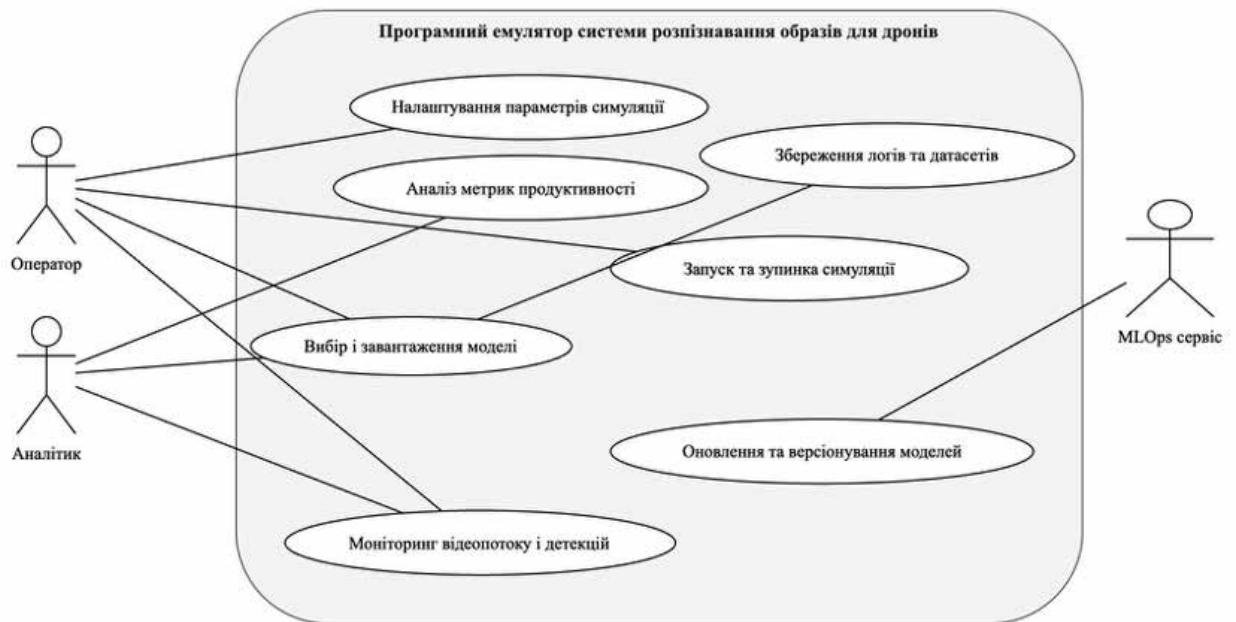 Програмний емулятор системи розпізнавання образів для дронів
Налаштування параметрів симуляції
Збереження логів та датасетів
Аналіз метрик продуктивності
Оператор
Запуск та зупинка симуляції
MLOps сервіс
Вибір і завантаження моделі
Аналітик
Оновлення та версіонування моделей
Моніторинг відеопотоку і детекцій